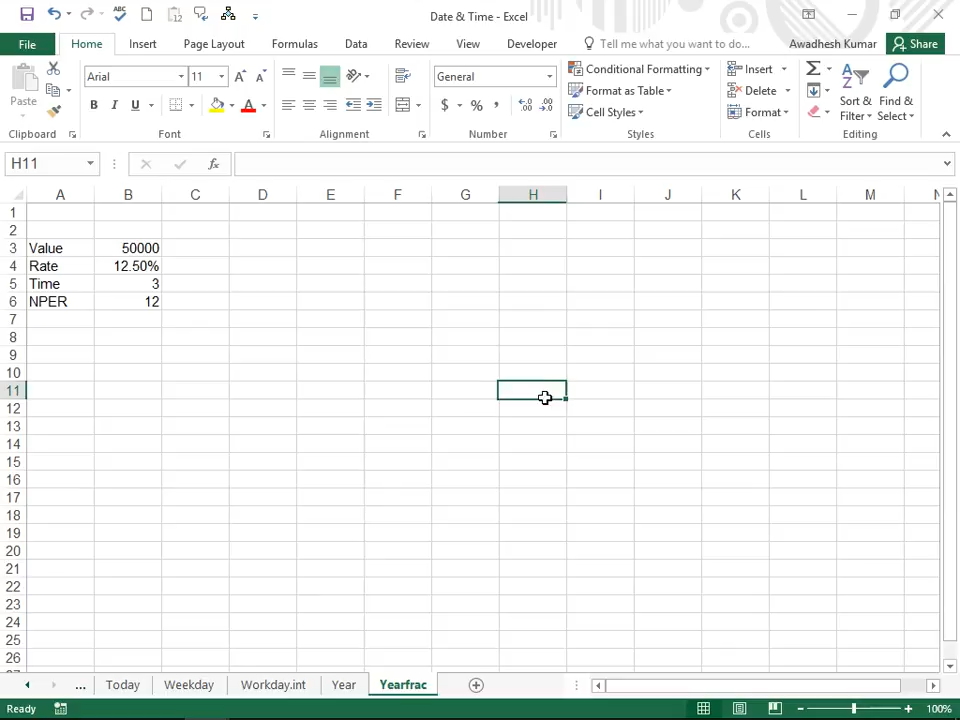 Date & Time - Excel
File Home Insert Page Layout Formulas Data Review View Developer Tell me what you want to do... Awadhesh Kumar Share
Paste Arial 11 General Conditional Formatting Insert
Format as Table Delete Sort & Find &
Cell Styles Format Filter Select
Clipboard Font Alignment Number Styles Cells Editing
H11 fx
A B C D E F G H I J K L M N
1
2
3 Value 50000
4 Rate 12.50%
5 Time 3
6 NPER 12
7
8
9
10
11
12
13
14
15
16
17
18
19
20
21
22
23
24
25
26
... Today Weekday Workday.int Year Yearfrac
Ready 100%